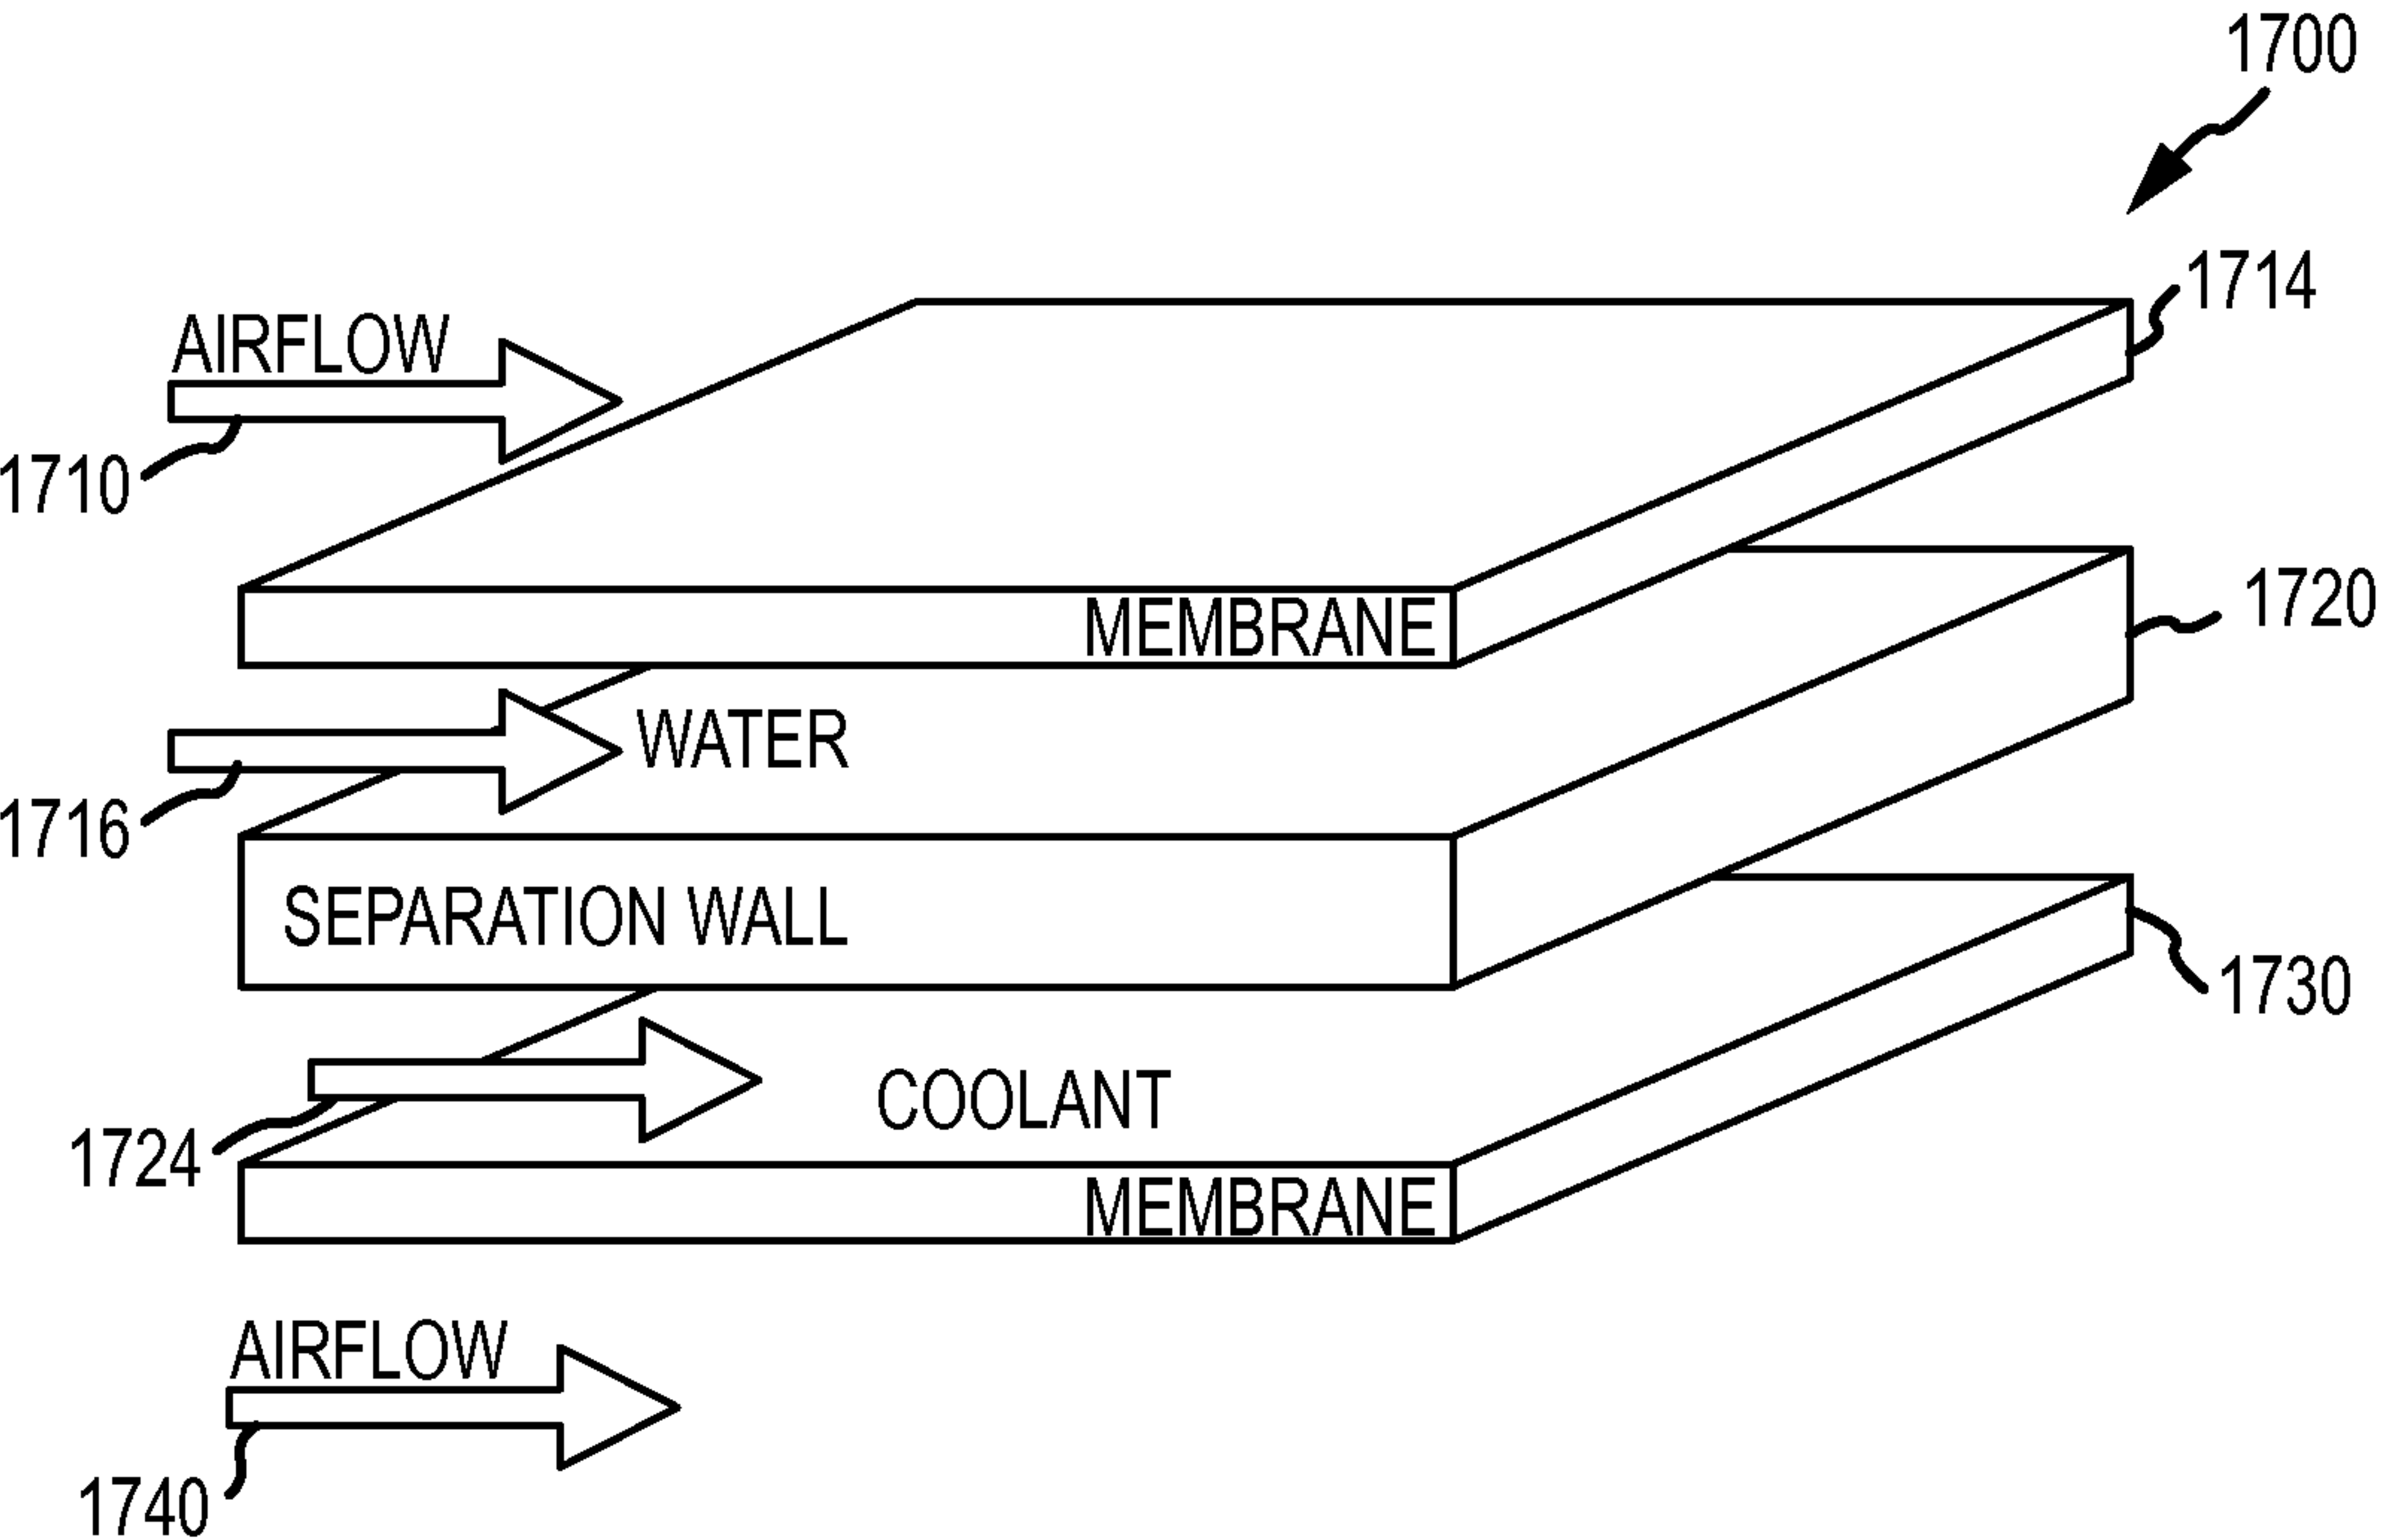 1700
1714
AIRFLOW
1710
1720
MEMBRANE
WATER
1716
SEPARATION WALL
1730
COOLANT
1724
MEMBRANE
AIRFLOW
1740